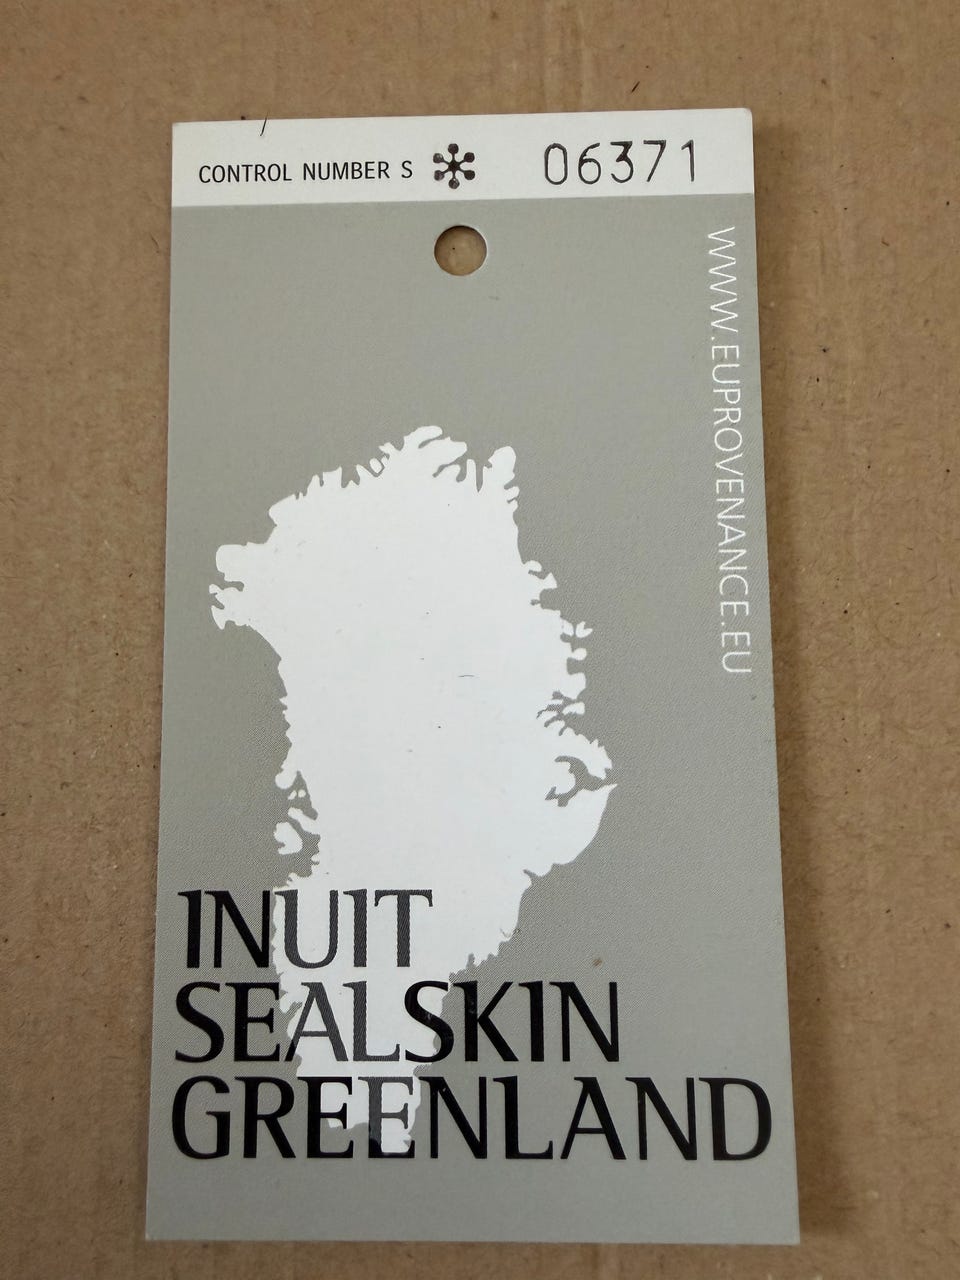 CONTROL NUMBER S 06371
WWW.EUPROVENANCE.EU
INUIT
SEALSKIN
GREENLAND